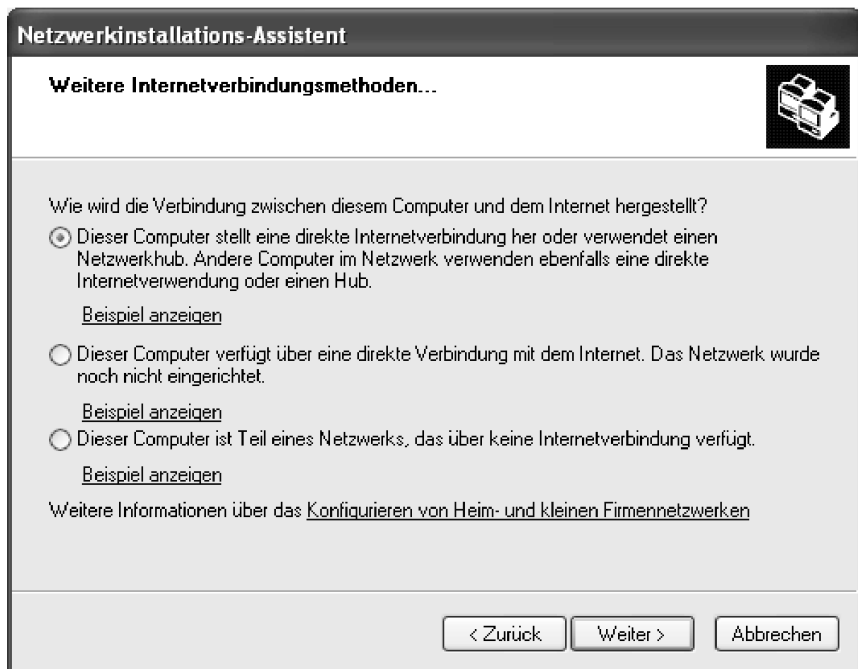 Netzwerkinstallations-Assistent
Weitere Internetverbindungsmethoden...
Wie wird die Verbindung zwischen diesem Computer und dem Internet hergestellt?
Dieser Computer stellt eine direkte Internetverbindung her oder verwendet einen
Netzwerkhub. Andere Computer im Netzwerk verwenden ebenfalls eine direkte
Internetverwendung oder einen Hub.
Beispiel anzeigen
Dieser Computer verfügt über eine direkte Verbindung mit dem Internet. Das Netzwerk wurde
noch nicht eingerichtet.
Beispiel anzeigen
Dieser Computer ist Teil eines Netzwerks, das über keine Internetverbindung verfügt.
Beispiel anzeigen
Weitere Informationen über das Konfigurieren von Heim- und kleinen Firmennetzwerken
< Zurück Weiter > Abbrechen